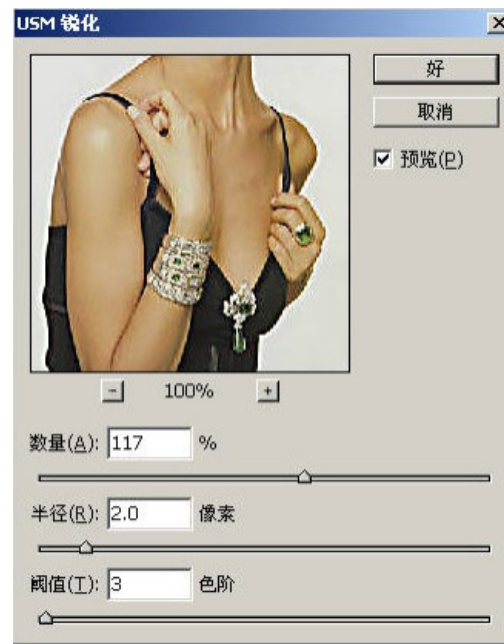 USM 锐化
好
取消
预览(P)
100%
数量(A): 117 %
半径(R): 2.0 像素
阈值(T): 3 色阶